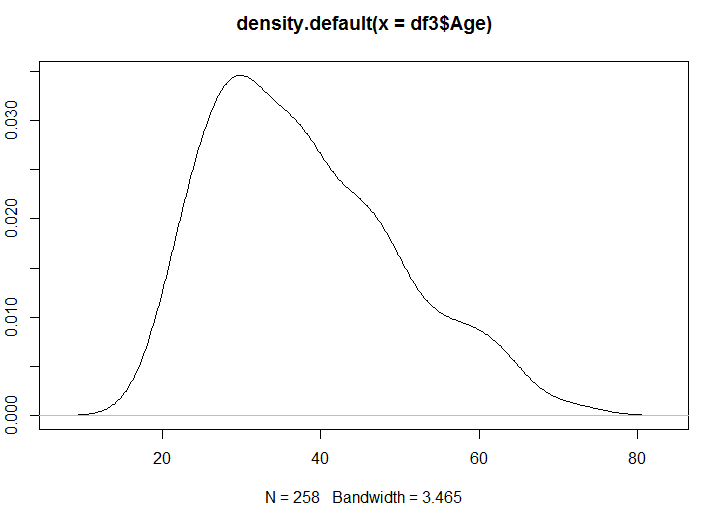 density.default(x = df3$Age)
0.030
0.020
0.010
0.000
20 40 60 80
N = 258 Bandwidth = 3.465